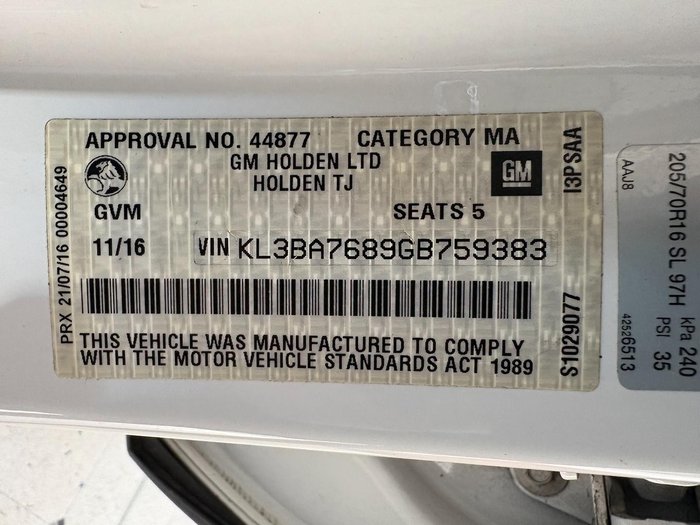 APPROVAL NO. 44877 CATEGORY MA
GM HOLDEN LTD
HOLDEN TJ
GM
GVM SEATS 5
11/16 VIN KL3BA7689GB759383
THIS VEHICLE WAS MANUFACTURED TO COMPLY
WITH THE MOTOR VEHICLE STANDARDS ACT 1989
PRX 21/07/16 00004649
I3PSAA
S1029077
205/70R16 SL 97H
kPa 240
PSI 35
AAJ8
42526513